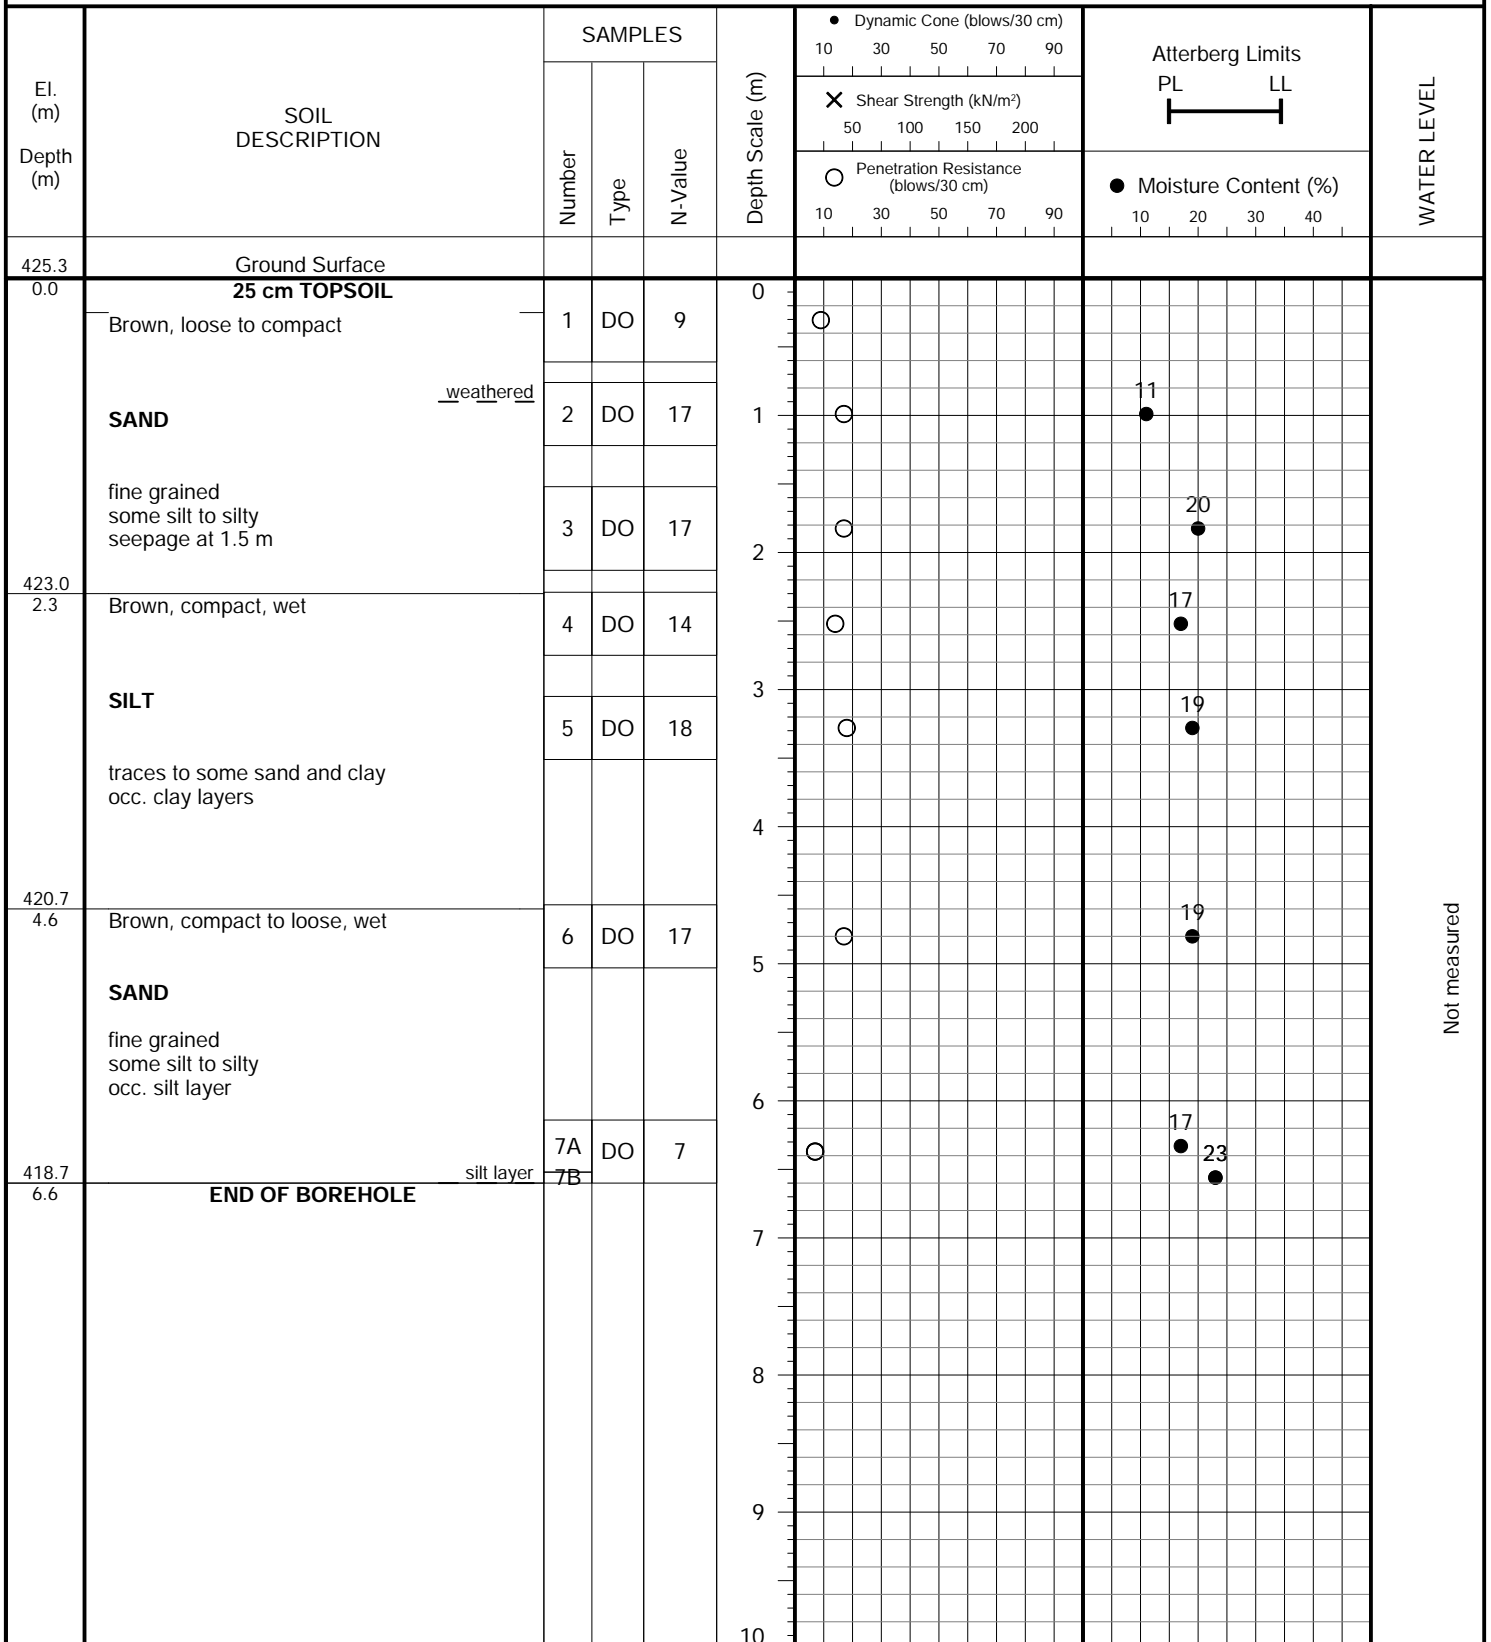 El.
(m)
Depth
(m)
SOIL
DESCRIPTION
SAMPLES
Number
Type
N-Value
Depth Scale (m)
Dynamic Cone (blows/30 cm)
10 30 50 70 90
Shear Strength (kN/m²)
50 100 150 200
Penetration Resistance
(blows/30 cm)
10 30 50 70 90
Atterberg Limits
PL LL
Moisture Content (%)
10 20 30 40
WATER LEVEL
425.3 Ground Surface
0.0 25 cm TOPSOIL 0
Brown, loose to compact 1 DO 9
weathered 11
SAND 2 DO 17 1
fine grained 20
some silt to silty 3 DO 17
seepage at 1.5 m 2
423.0
2.3 Brown, compact, wet 17
4 DO 14
SILT 3 19
5 DO 18
traces to some sand and clay
occ. clay layers
4
420.7
4.6 Brown, compact to loose, wet 19
6 DO 17
5
SAND
Not measured
fine grained
some silt to silty
occ. silt layer
6
7A DO 7 17
418.7 silt layer 7B 23
6.6 END OF BOREHOLE
7
8
9
10